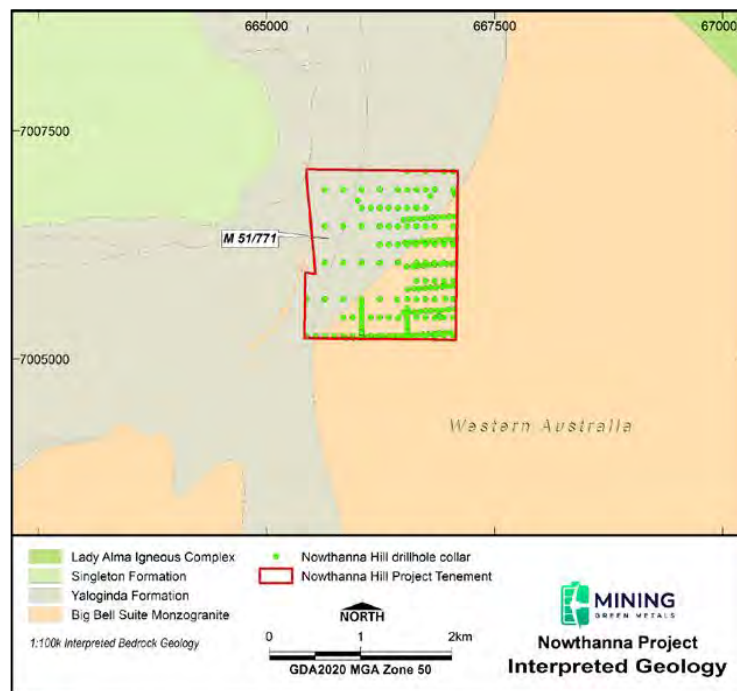 665000 667500 67000
7007500
M 51/771
7005000
Western Australia
Lady Alma Igneous Complex
Singleton Formation
Yaloginda Formation
Big Bell Suite Monzogranite
1:100k Interpreted Bedrock Geology
Nowthanna Hill drillhole collar
Nowthanna Hill Project Tenement
NORTH
0 1 2km
GDA2020 MGA Zone 50
MINING
GREEN METALS
Nowthanna Project
Interpreted Geology